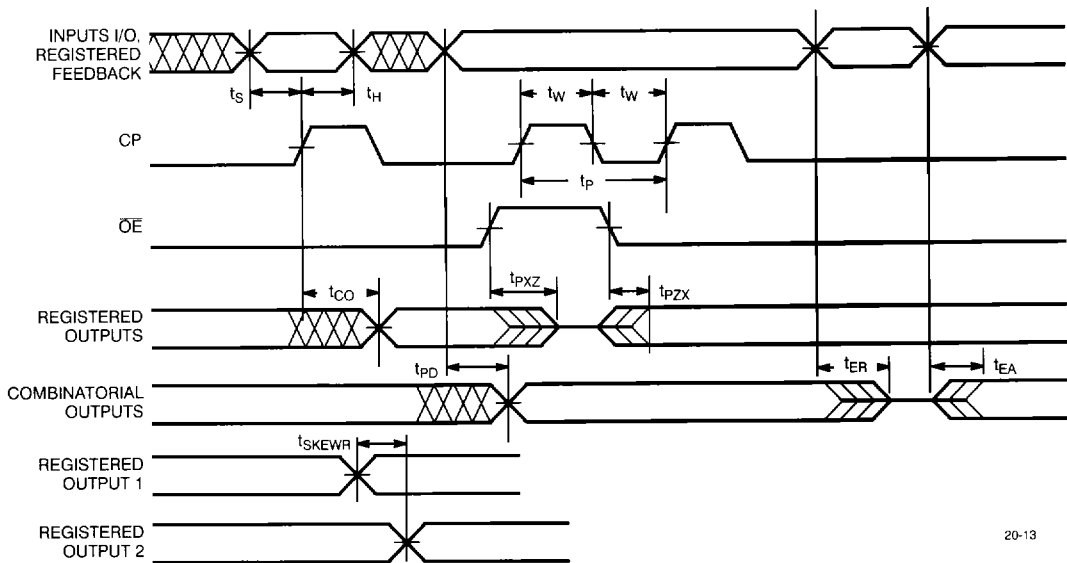 INPUTS I/O,
REGISTERED
FEEDBACK
tS
tH
tW
tW
CP
tP
OE
tCO
tPXZ
tPZX
REGISTERED
OUTPUTS
tPD
tER
tEA
COMBINATORIAL
OUTPUTS
tSKEWR
REGISTERED
OUTPUT 1
REGISTERED
OUTPUT 2
20-13